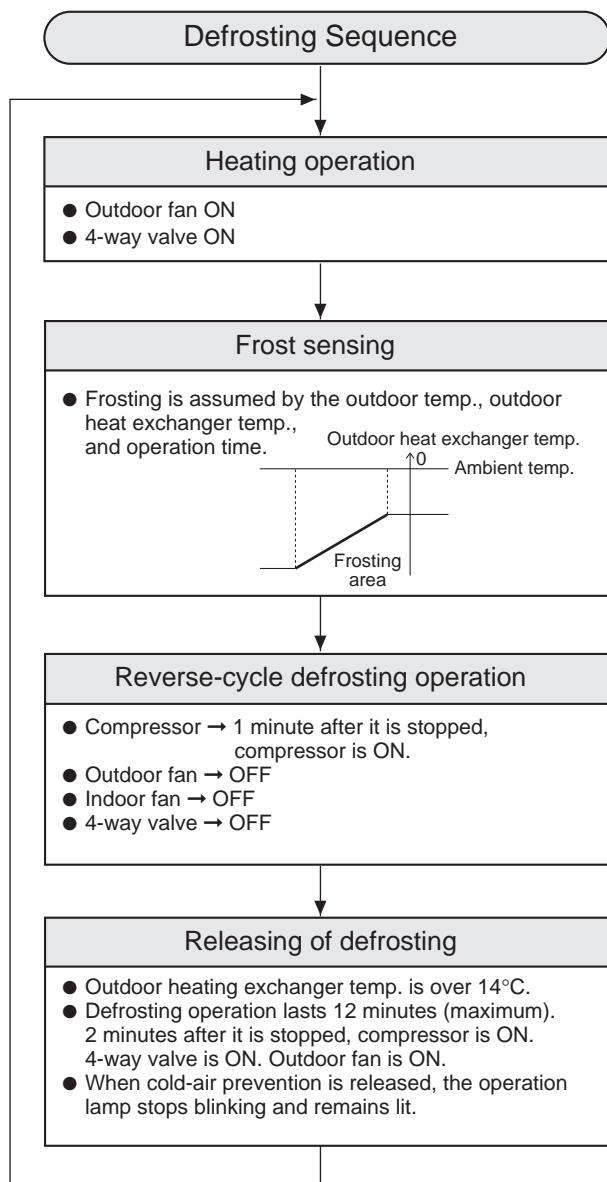 Defrosting Sequence
Heating operation
● Outdoor fan ON
● 4-way valve ON
Frost sensing
● Frosting is assumed by the outdoor temp., outdoor
heat exchanger temp.,
and operation time.
Outdoor heat exchanger temp.
0
Ambient temp.
Frosting
area
Reverse-cycle defrosting operation
● Compressor → 1 minute after it is stopped,
compressor is ON.
● Outdoor fan → OFF
● Indoor fan → OFF
● 4-way valve → OFF
Releasing of defrosting
● Outdoor heating exchanger temp. is over 14°C.
● Defrosting operation lasts 12 minutes (maximum).
2 minutes after it is stopped, compressor is ON.
4-way valve is ON. Outdoor fan is ON.
● When cold-air prevention is released, the operation
lamp stops blinking and remains lit.